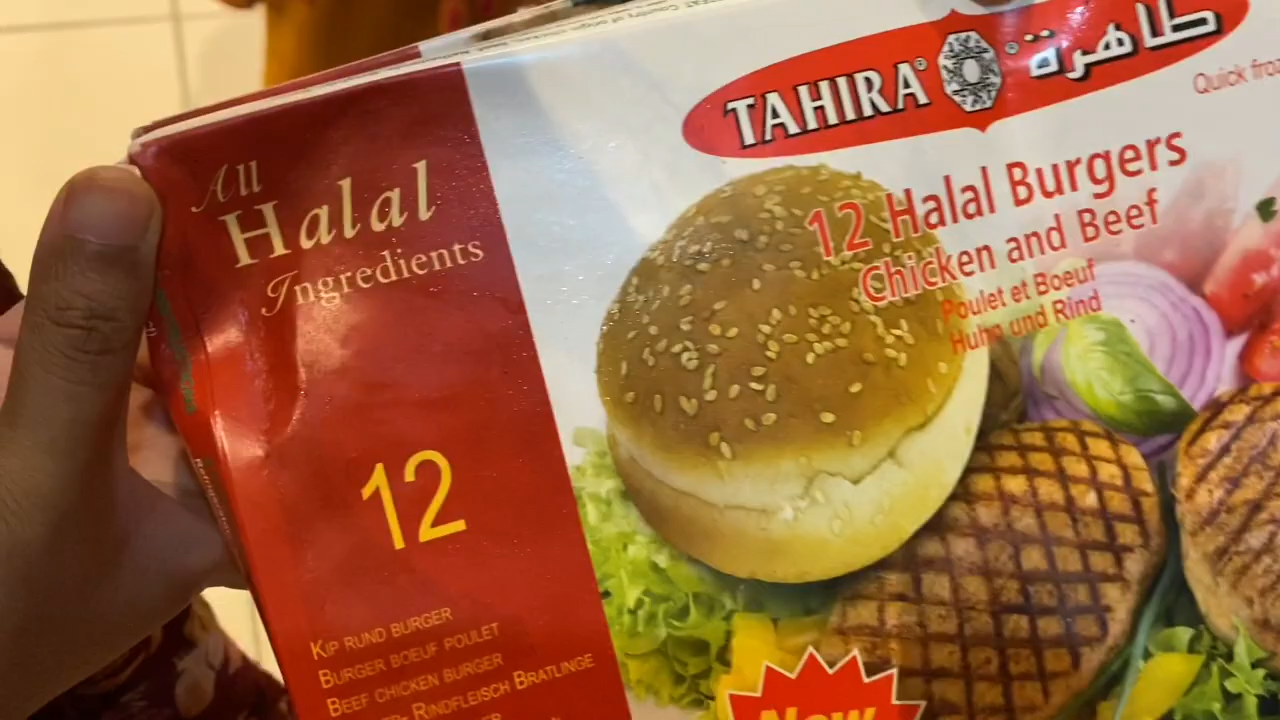 TAHIRA® ® طاهرة
Quick
12 Halal Burgers
Chicken and Beef
Poulet et Boeuf
Huhn und Rind
All
Halal
Ingredients
12
KIP RUND BURGER
BURGER BOEUF POULET
BEEF CHICKEN BURGER
RINDFLEISCH BRATLINGE
New